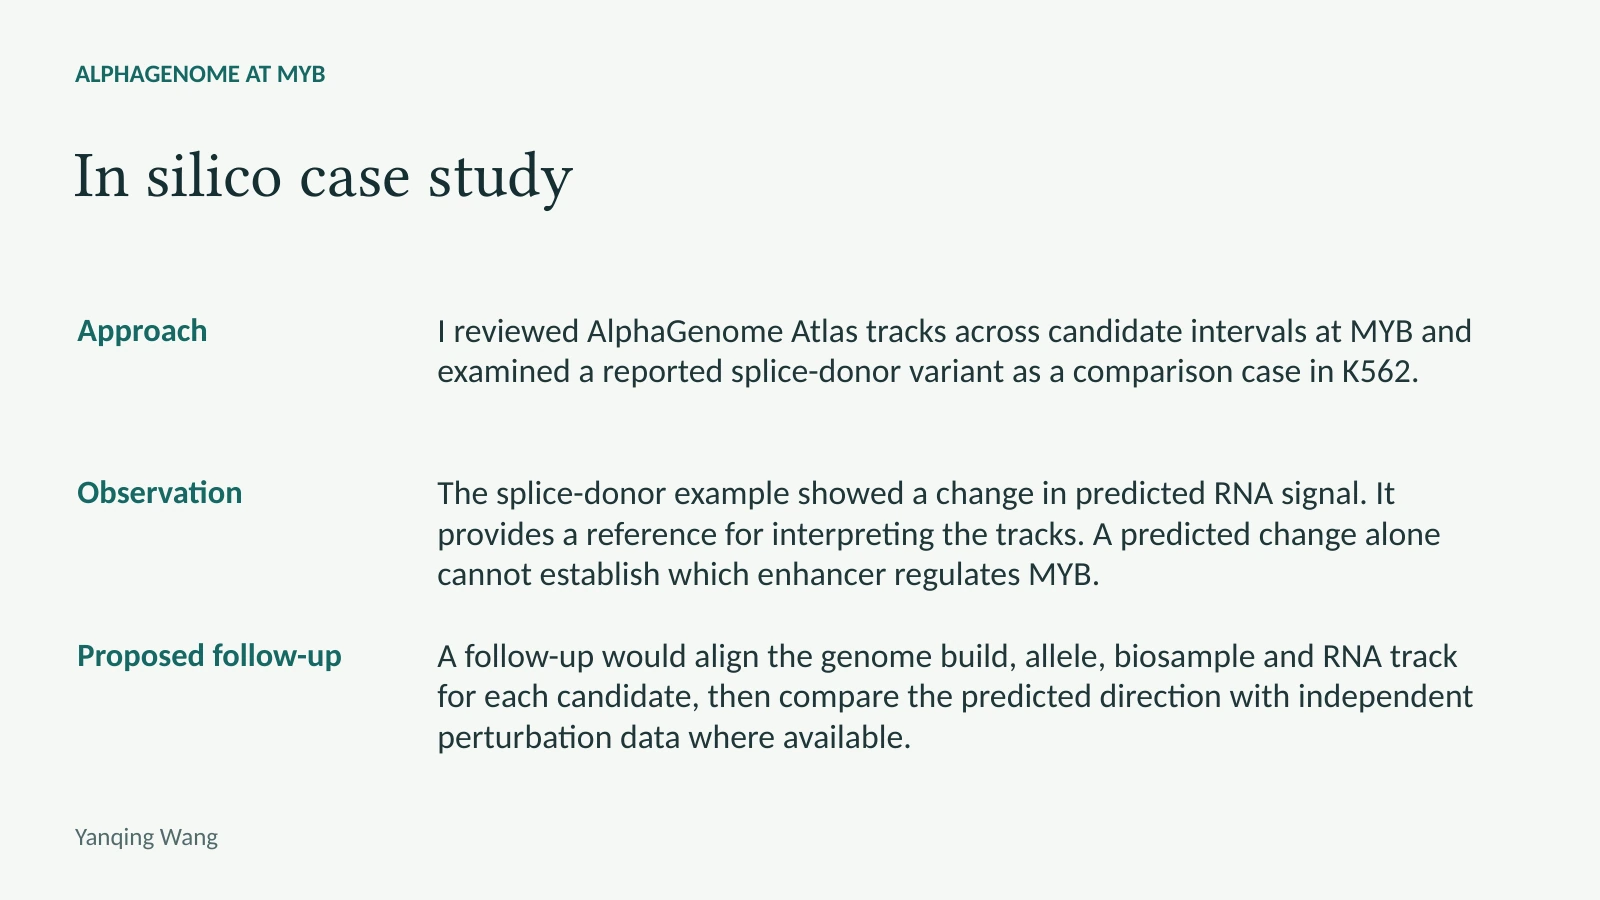 ALPHAGENOME AT MYB
In silico case study
Approach
I reviewed AlphaGenome Atlas tracks across candidate intervals at MYB and
examined a reported splice-donor variant as a comparison case in K562.
Observation
The splice-donor example showed a change in predicted RNA signal. It
provides a reference for interpreting the tracks. A predicted change alone
cannot establish which enhancer regulates MYB.
Proposed follow-up
A follow-up would align the genome build, allele, biosample and RNA track
for each candidate, then compare the predicted direction with independent
perturbation data where available.
Yanqing Wang